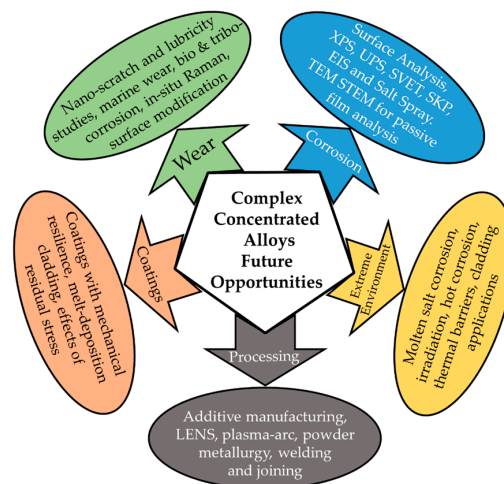 Nano-scratch and lubricity
studies, marine wear, bio & tribo-
corrosion, in-situ Raman,
surface modification
Wear
Surface Analysis,
XPS, UPS, SVET, SKP,
EIS and Salt Spray.
TEM STEM for passive
film analysis
Corrosion
Complex
Concentrated
Alloys
Future
Opportunities
Coatings
Coatings with mechanical
resilience, melt-deposition
cladding, effects of
residual stress
Extreme
Environment
Molten salt corrosion,
irradiation, hot corrosion,
thermal barriers, cladding
applications
Processing
Additive manufacturing,
LENS, plasma-arc, powder
metallurgy, welding
and joining